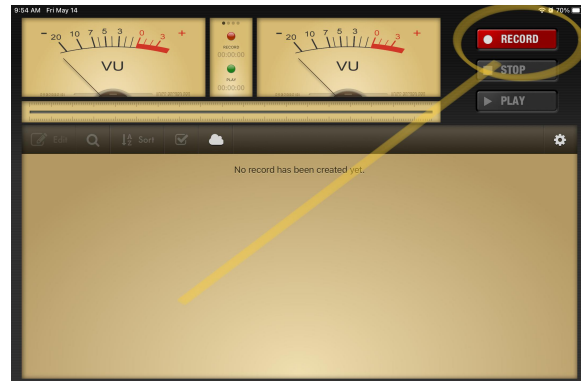 9:54 AM Fri May 14
70%
- 20 10 7 5 3 0 3 +
VU
RECORD
00:00:00
PLAY
00:00:00
- 20 10 7 5 3 0 3 +
VU
RECORD
STOP
PLAY
Edit
Sort
No record has been created yet.